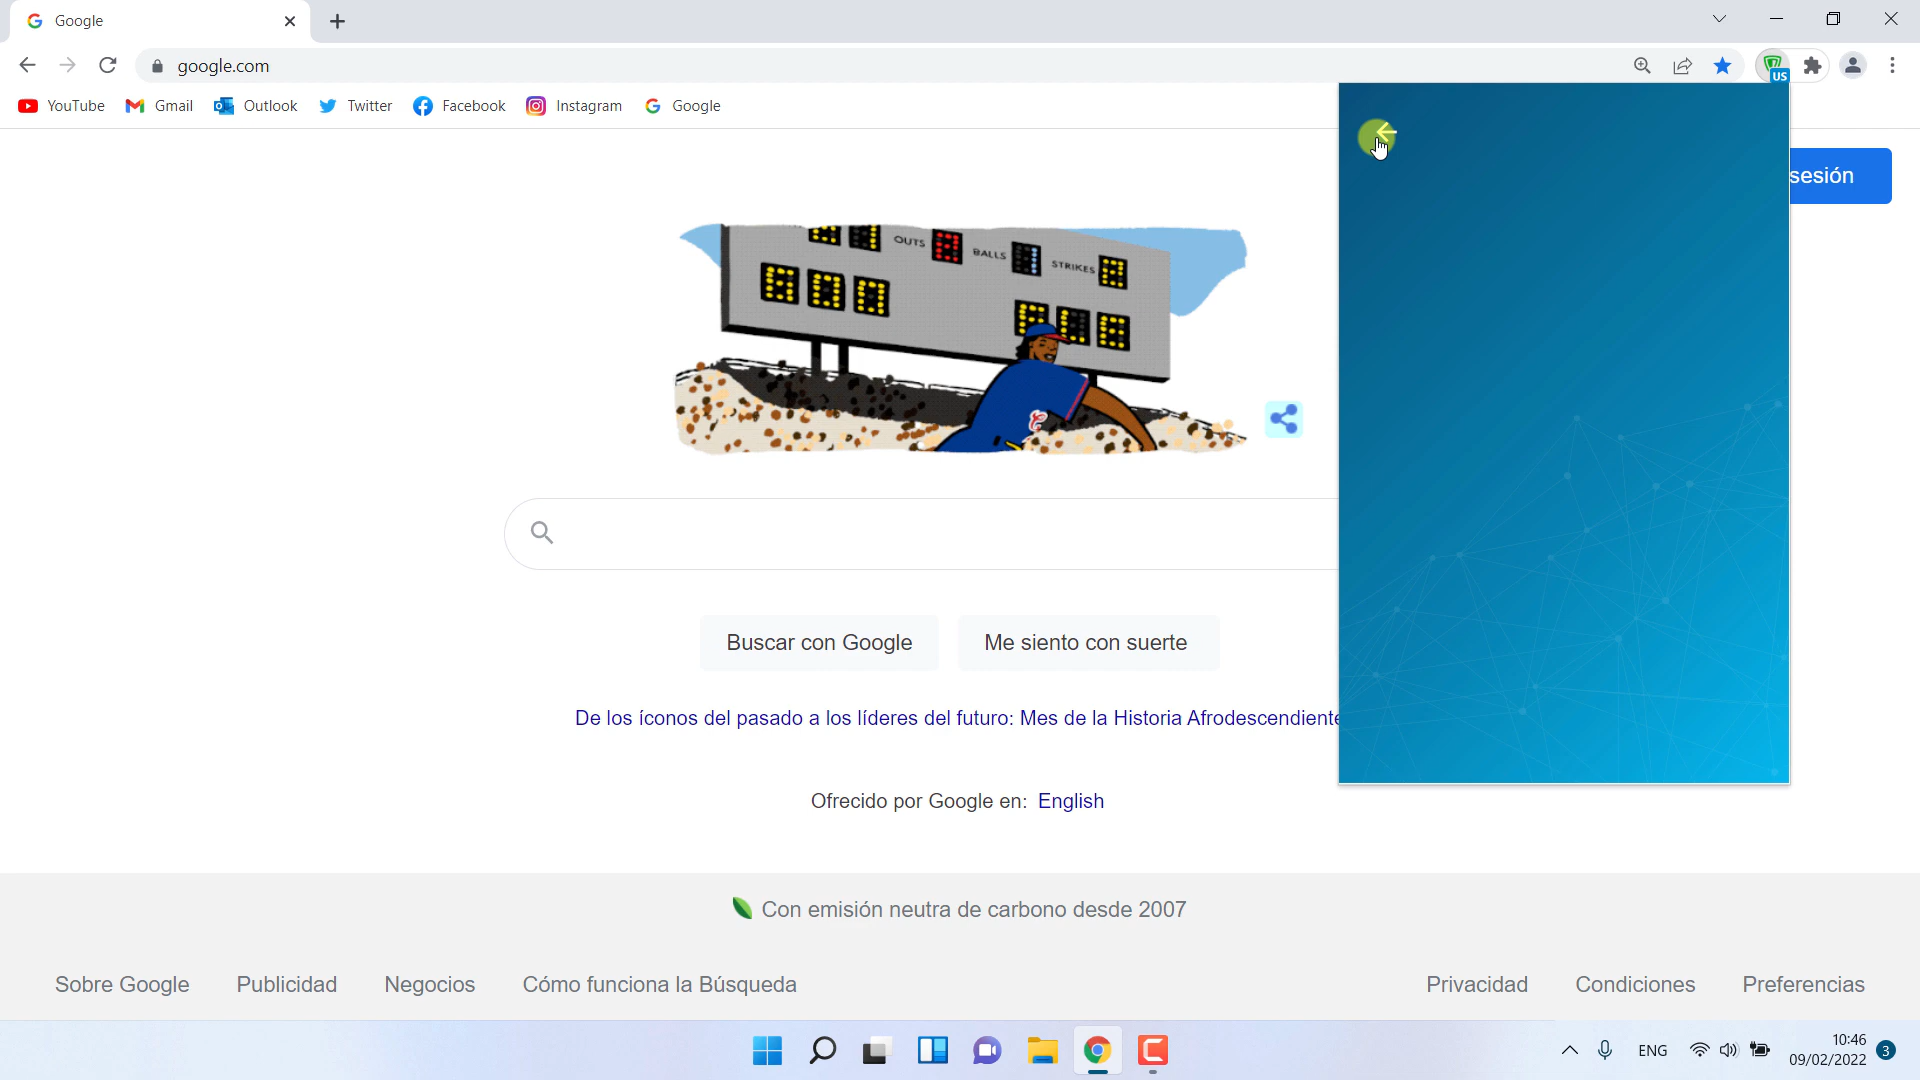 Google
google.com
US
YouTube Gmail Outlook Twitter Facebook Instagram Google
sesión
OUTS BALLS STRIKES
Buscar con Google Me siento con suerte
De los íconos del pasado a los líderes del futuro: Mes de la Historia Afrodescendiente
Ofrecido por Google en: English
Con emisión neutra de carbono desde 2007
Sobre Google Publicidad Negocios Cómo funciona la Búsqueda Privacidad Condiciones Preferencias
ENG 10:46
09/02/2022 3